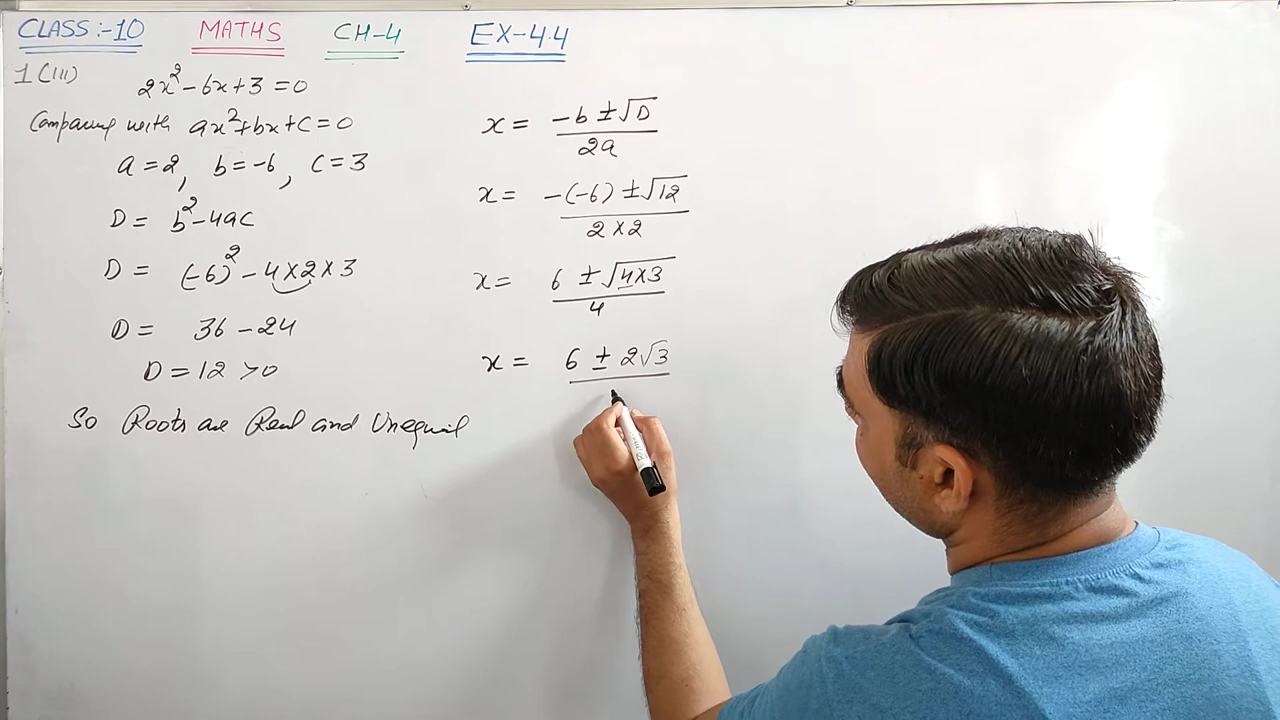 CLASS :- 10 MATHS CH-4 EX-4.4
1 (iii) 2x² - 6x + 3 = 0
Comparing with ax² + bx + c = 0
a = 2, b = -6, c = 3
D = b² - 4ac
D = (-6)² - 4 × 2 × 3
D = 36 - 24
D = 12 > 0
So Roots are Real and Unequal
x = -b ± √D / 2a
x = -(-6) ± √12 / 2 × 2
x = 6 ± √4×3 / 4
x = 6 ± 2√3